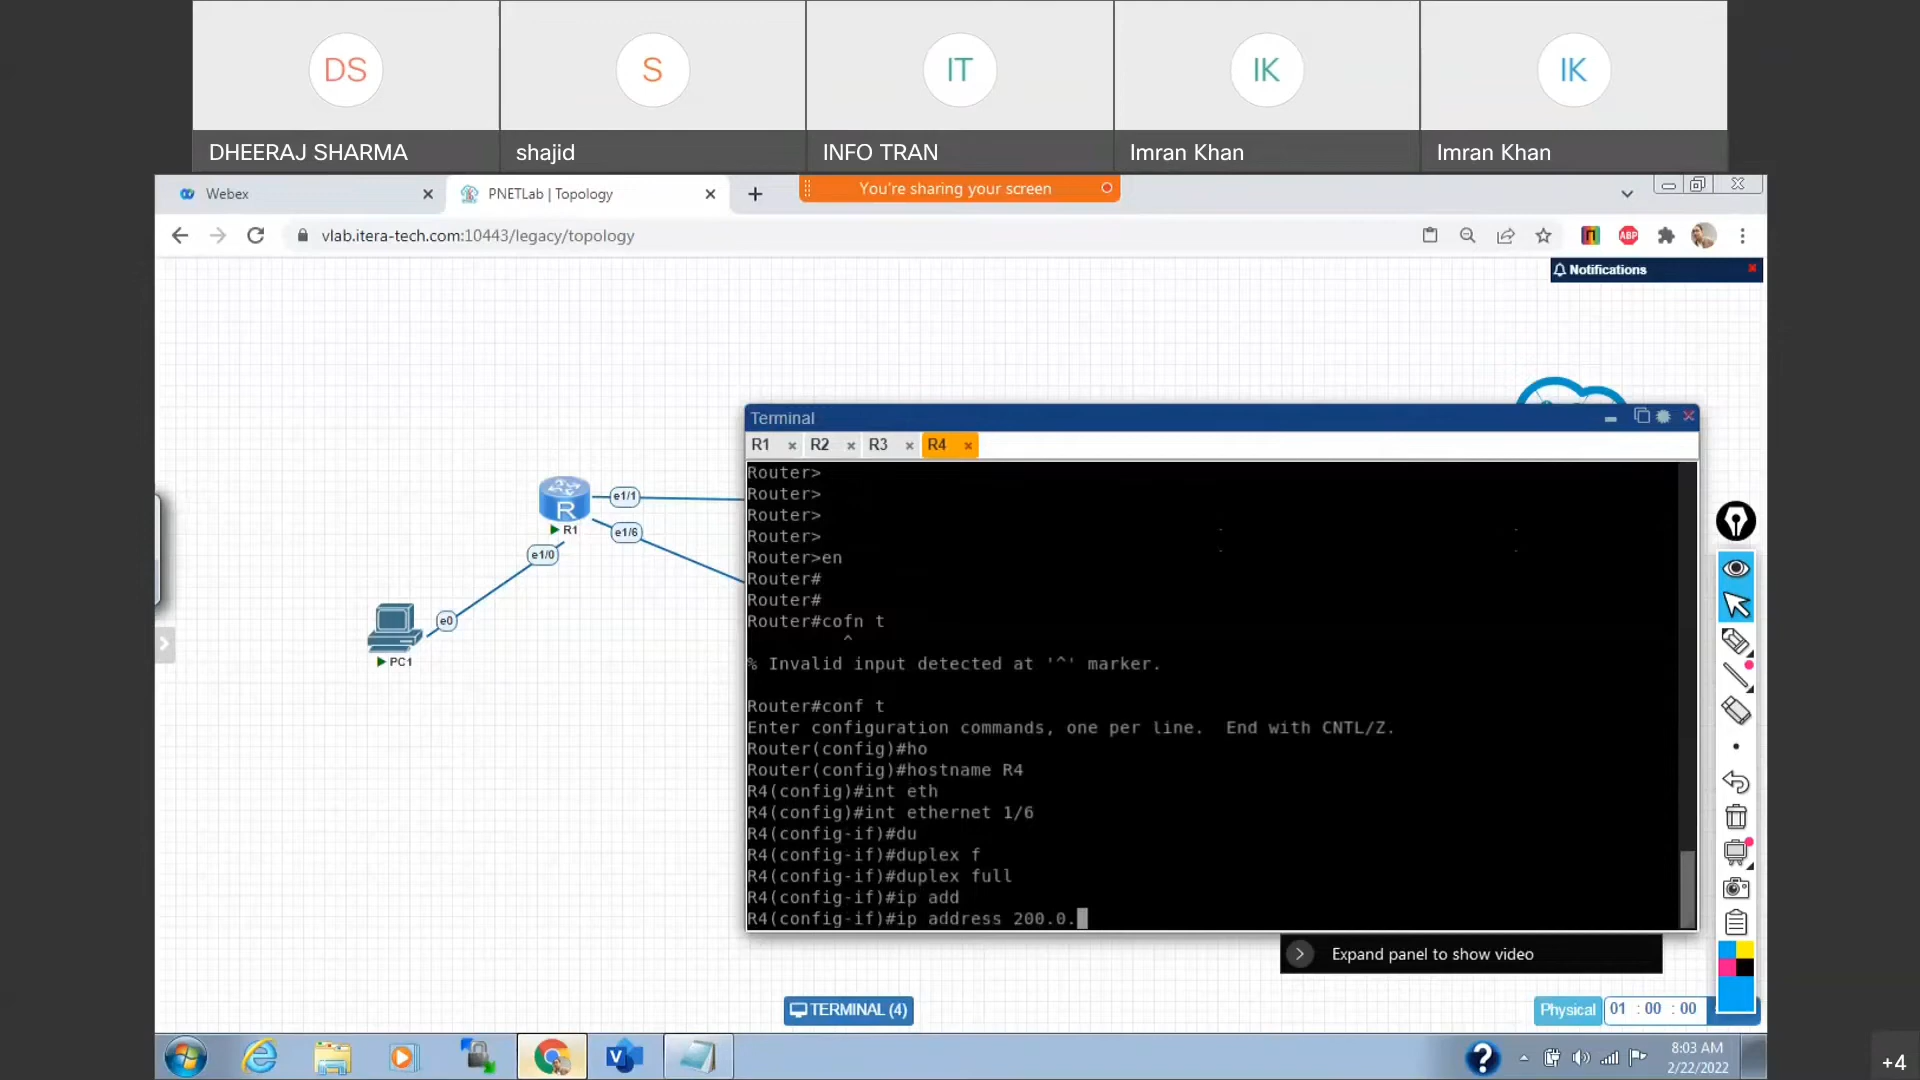 DS
S
IT
IK
IK
DHEERAJ SHARMA
shajid
INFO TRAN
Imran Khan
Imran Khan
Webex
PNETLab | Topology
You're sharing your screen
vlab.itera-tech.com:10443/legacy/topology
ABP
Notifications
Terminal
R1
R2
R3
R4
e1/1
R
R1
e1/6
e1/0
e0
PC1
Router>
Router>
Router>
Router>
Router>en
Router#
Router#
Router#cofn t
^
% Invalid input detected at '^' marker.
Router#conf t
Enter configuration commands, one per line.  End with CNTL/Z.
Router(config)#ho
Router(config)#hostname R4
R4(config)#int eth
R4(config)#int ethernet 1/6
R4(config-if)#du
R4(config-if)#duplex f
R4(config-if)#duplex full
R4(config-if)#ip add
R4(config-if)#ip address 200.0.
Expand panel to show video
TERMINAL (4)
Physical
01 : 00 : 00
8:03 AM
2/22/2022
+4